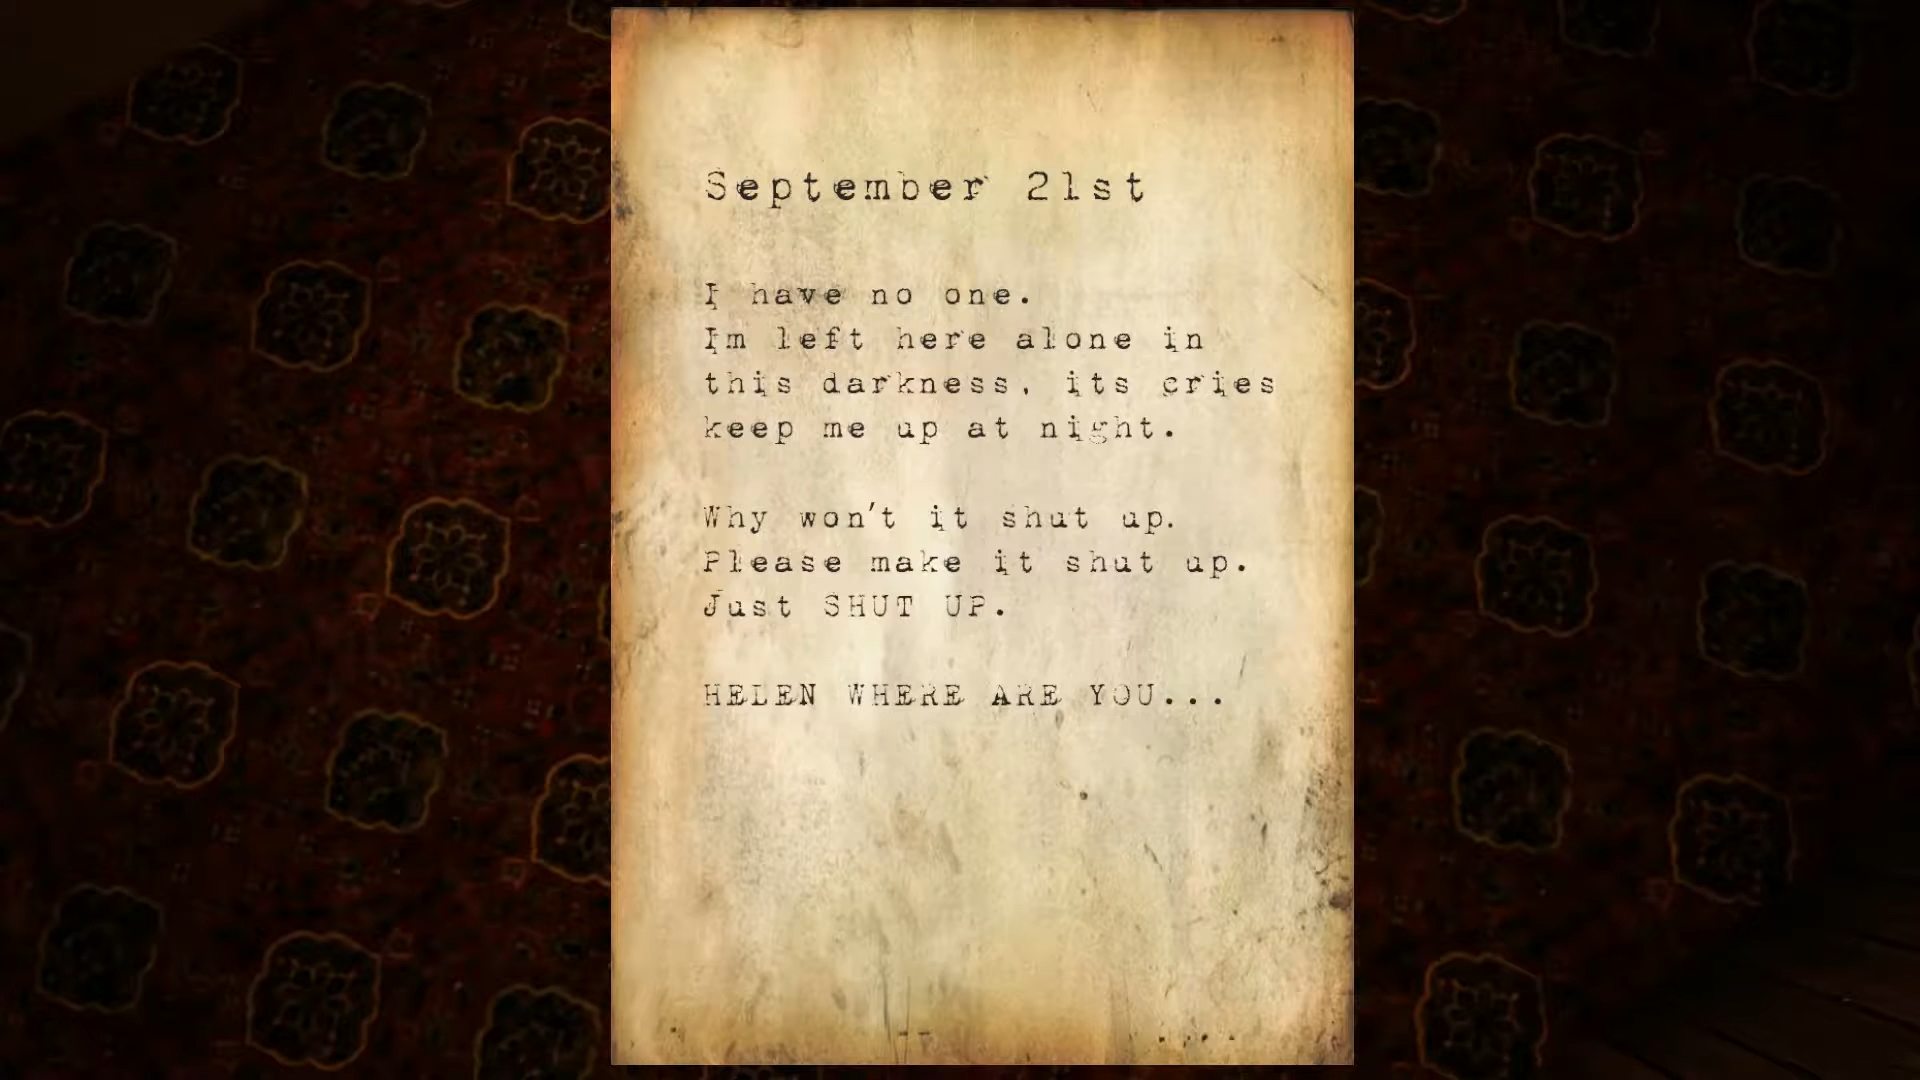 September 21st
I have no one.
Im left here alone in
this darkness, its cries
keep me up at night.
Why won't it shut up.
Please make it shut up.
Just SHUT UP.
HELEN WHERE ARE YOU...